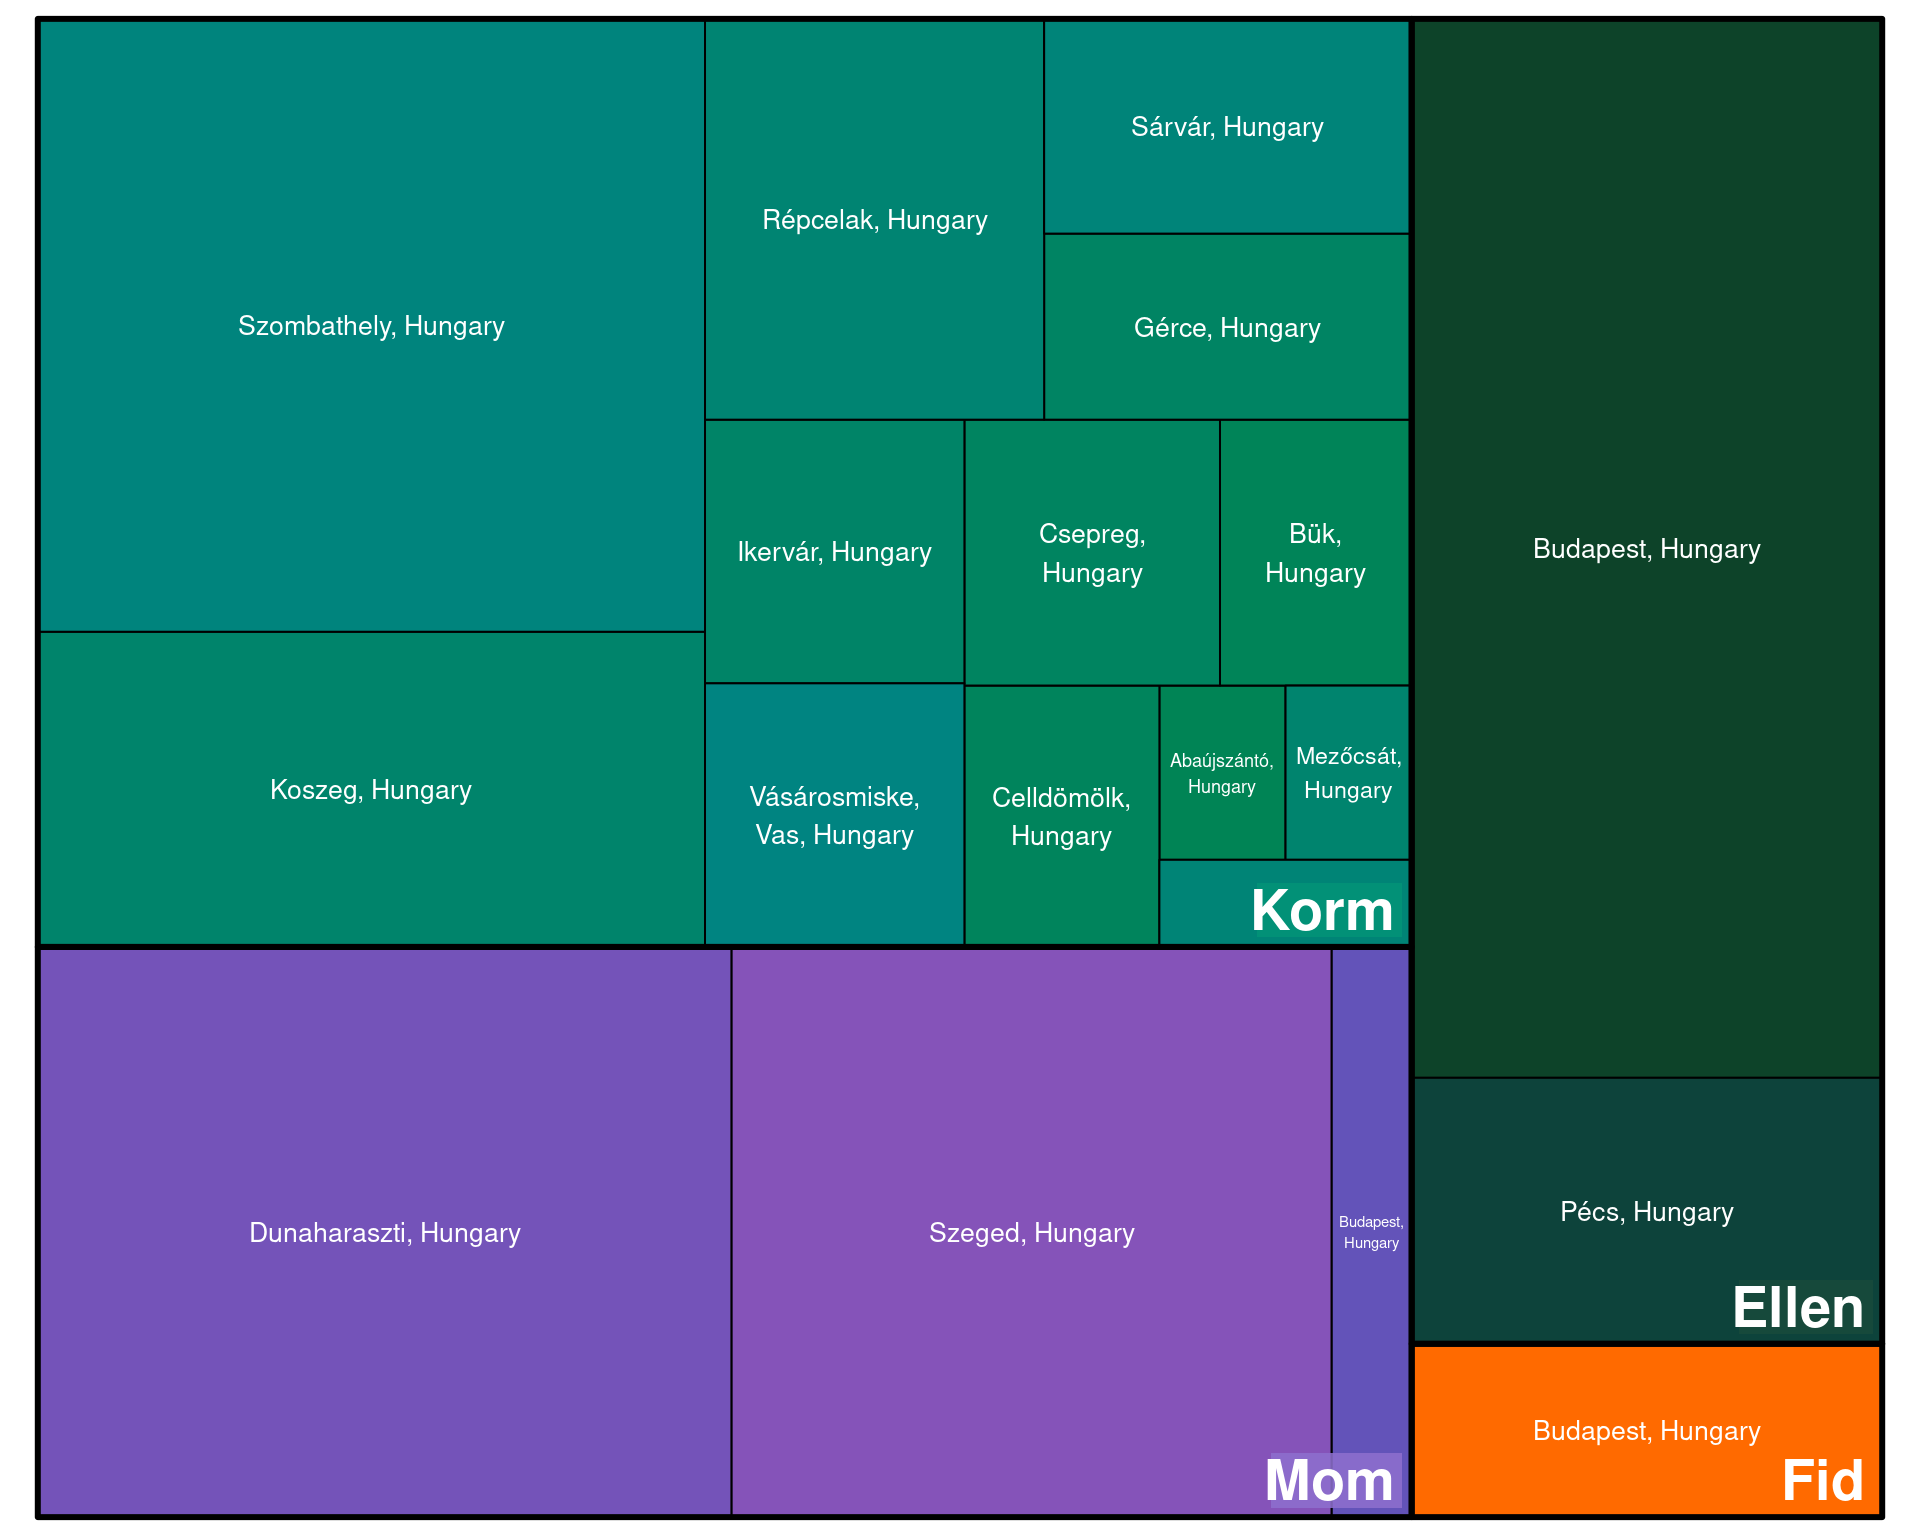 Szombathely, Hungary
Koszeg, Hungary
Répcelak, Hungary
Sárvár, Hungary
Gérce, Hungary
Ikervár, Hungary
Csepreg,
Hungary
Bük,
Hungary
Vásárosmiske,
Vas, Hungary
Celldömölk,
Hungary
Abaújszántó,
Hungary
Mezőcsát,
Hungary
Korm
Dunaharaszti, Hungary
Szeged, Hungary
Budapest,
Hungary
Mom
Budapest, Hungary
Pécs, Hungary
Ellen
Budapest, Hungary
Fid